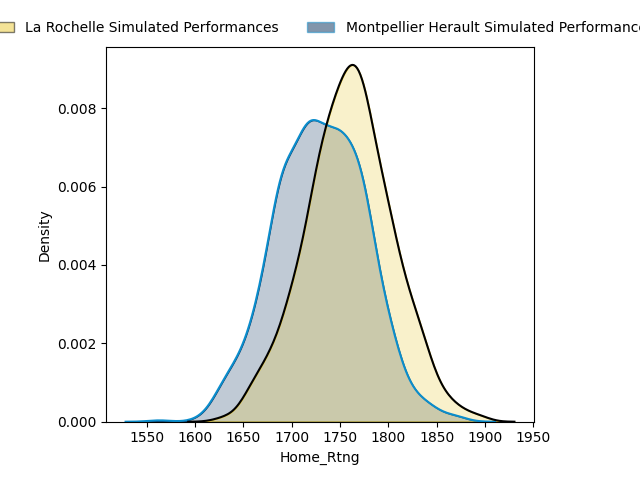 La Rochelle Simulated Performances Montpellier Herault Simulated
0.008
0.006
0.004
0.002
0.000
Density
1550 1600 1650 1700 1750 1800 1850 1900 1950
Home_Rtng